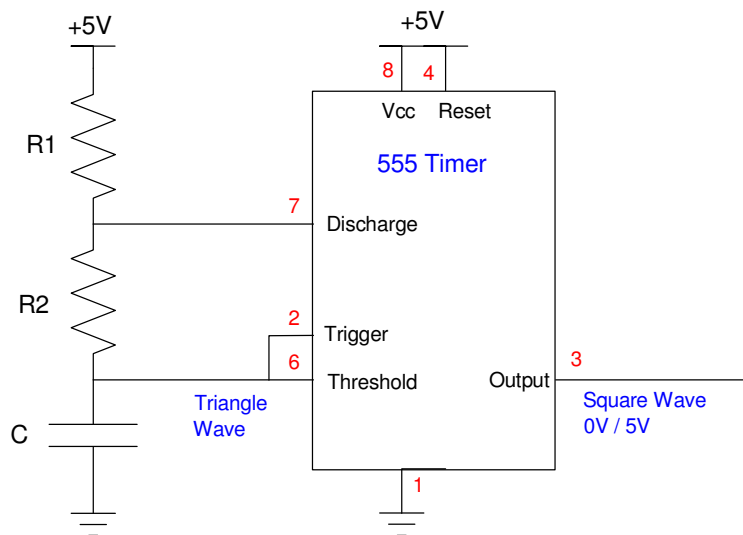 +5V
+5V
8
4
Vcc
Reset
R1
555 Timer
7
Discharge
R2
2
Trigger
6
Threshold
Output
3
Triangle
Wave
Square Wave
0V / 5V
C
1